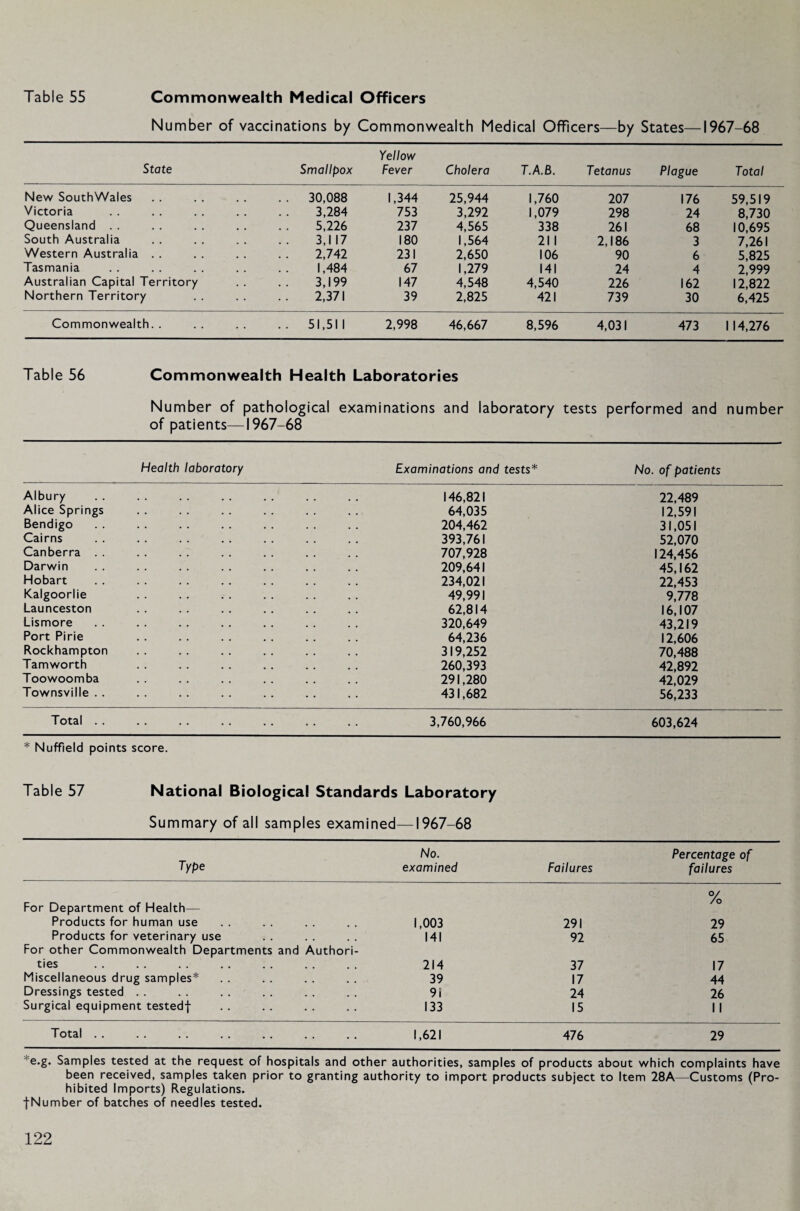 Table 55 Commonwealth Medical Officers
Number of vaccinations by Commonwealth Medical Officers—by States—1967-68
State Smallpox Yellow Fever Cholera T.A.B. Tetanus Plague Total
New SouthWales .. .. .. .. 30,088 1,344 25,944 1,760 207 176 59,519
Victoria .. .. .. .. .. 3,284 753 3,292 1,079 298 24 8,730
Queensland .. .. .. .. .. 5,226 237 4,565 338 261 68 10,695
South Australia .. .. .. .. 3,117 180 1,564 211 2,186 3 7,261
Western Australia .. .. .. .. 2,742 231 2,650 106 90 6 5,825
Tasmania .. .. .. .. .. 1,484 67 1,279 141 24 4 2,999
Australian Capital Territory .. .. 3,199 147 4,548 4,540 226 162 12,822
Northern Territory .. .. .. 2,371 39 2,825 421 739 30 6,425
Commonwealth.. .. .. .. 51,511 2,998 46,667 8,596 4,031 473 114,276
Table 56 Commonwealth Health Laboratories
Number of pathological examinations and laboratory tests performed and number
of patients—1967-68
Health laboratory Examinations and tests* No. of patients
Albury .. .. .. .. .. .. .. 146,821 22,489
Alice Springs .. .. .. .. .. .. 64,035 12,591
Bendigo .. .. .. .. .. .. .. 204,462 31,051
Cairns .. .. .. .. .. .. .. 393,761 52,070
Canberra .. .. .. .. .. .. .. 707,928 124,456
Darwin .. .. .. .. .. .. .. 209,641 45,162
Hobart .. .. .. .. .. .. .. 234,021 22,453
Kalgoorlie .. .. .. .. .. .. 49,991 9,778
Launceston .. .. .. .. .. .. 62,814 16,107
Lismore .. .. .. .. .. .. .. 320,649 43,219
Port Pirie .. .. .. .. .. .. 64,236 12,606
Rockhampton .. .. .. .. .. .. 319,252 70,488
Tamworth .. .. .. .. .. .. 260,393 42,892
Toowoomba .. .. .. .. .. .. 291,280 42,029
Townsville .. .. .. .. .. .. .. 431,682 56,233
Total .. .. .. .. .. .. .. 3,760,966 603,624
* Nuffield points score.
Table 57 National Biological Standards Laboratory
Summary of all samples examined—1967-68
Type No. examined Failures Percentage of failures
%
For Department of Health—
Products for human use .. .. .. .. 1,003 291 29
Products for veterinary use .. .. .. 141 92 65
For other Commonwealth Departments and Authori-
ties .. .. .. .. .. .. .. 214 37 17
Miscellaneous drug samples* .. .. .. .. 39 17 44
Dressings tested .. .. .. .. .. .. 91 24 26
Surgical equipment tested† .. .. .. .. 133 15 11
Total .. .. .. .. .. .. .. 1,621 476 29
*e.g. Samples tested at the request of hospitals and other authorities, samples of products about which complaints have
been received, samples taken prior to granting authority to import products subject to Item 28A—Customs (Pro-
hibited Imports) Regulations.
†Number of batches of needles tested.
122